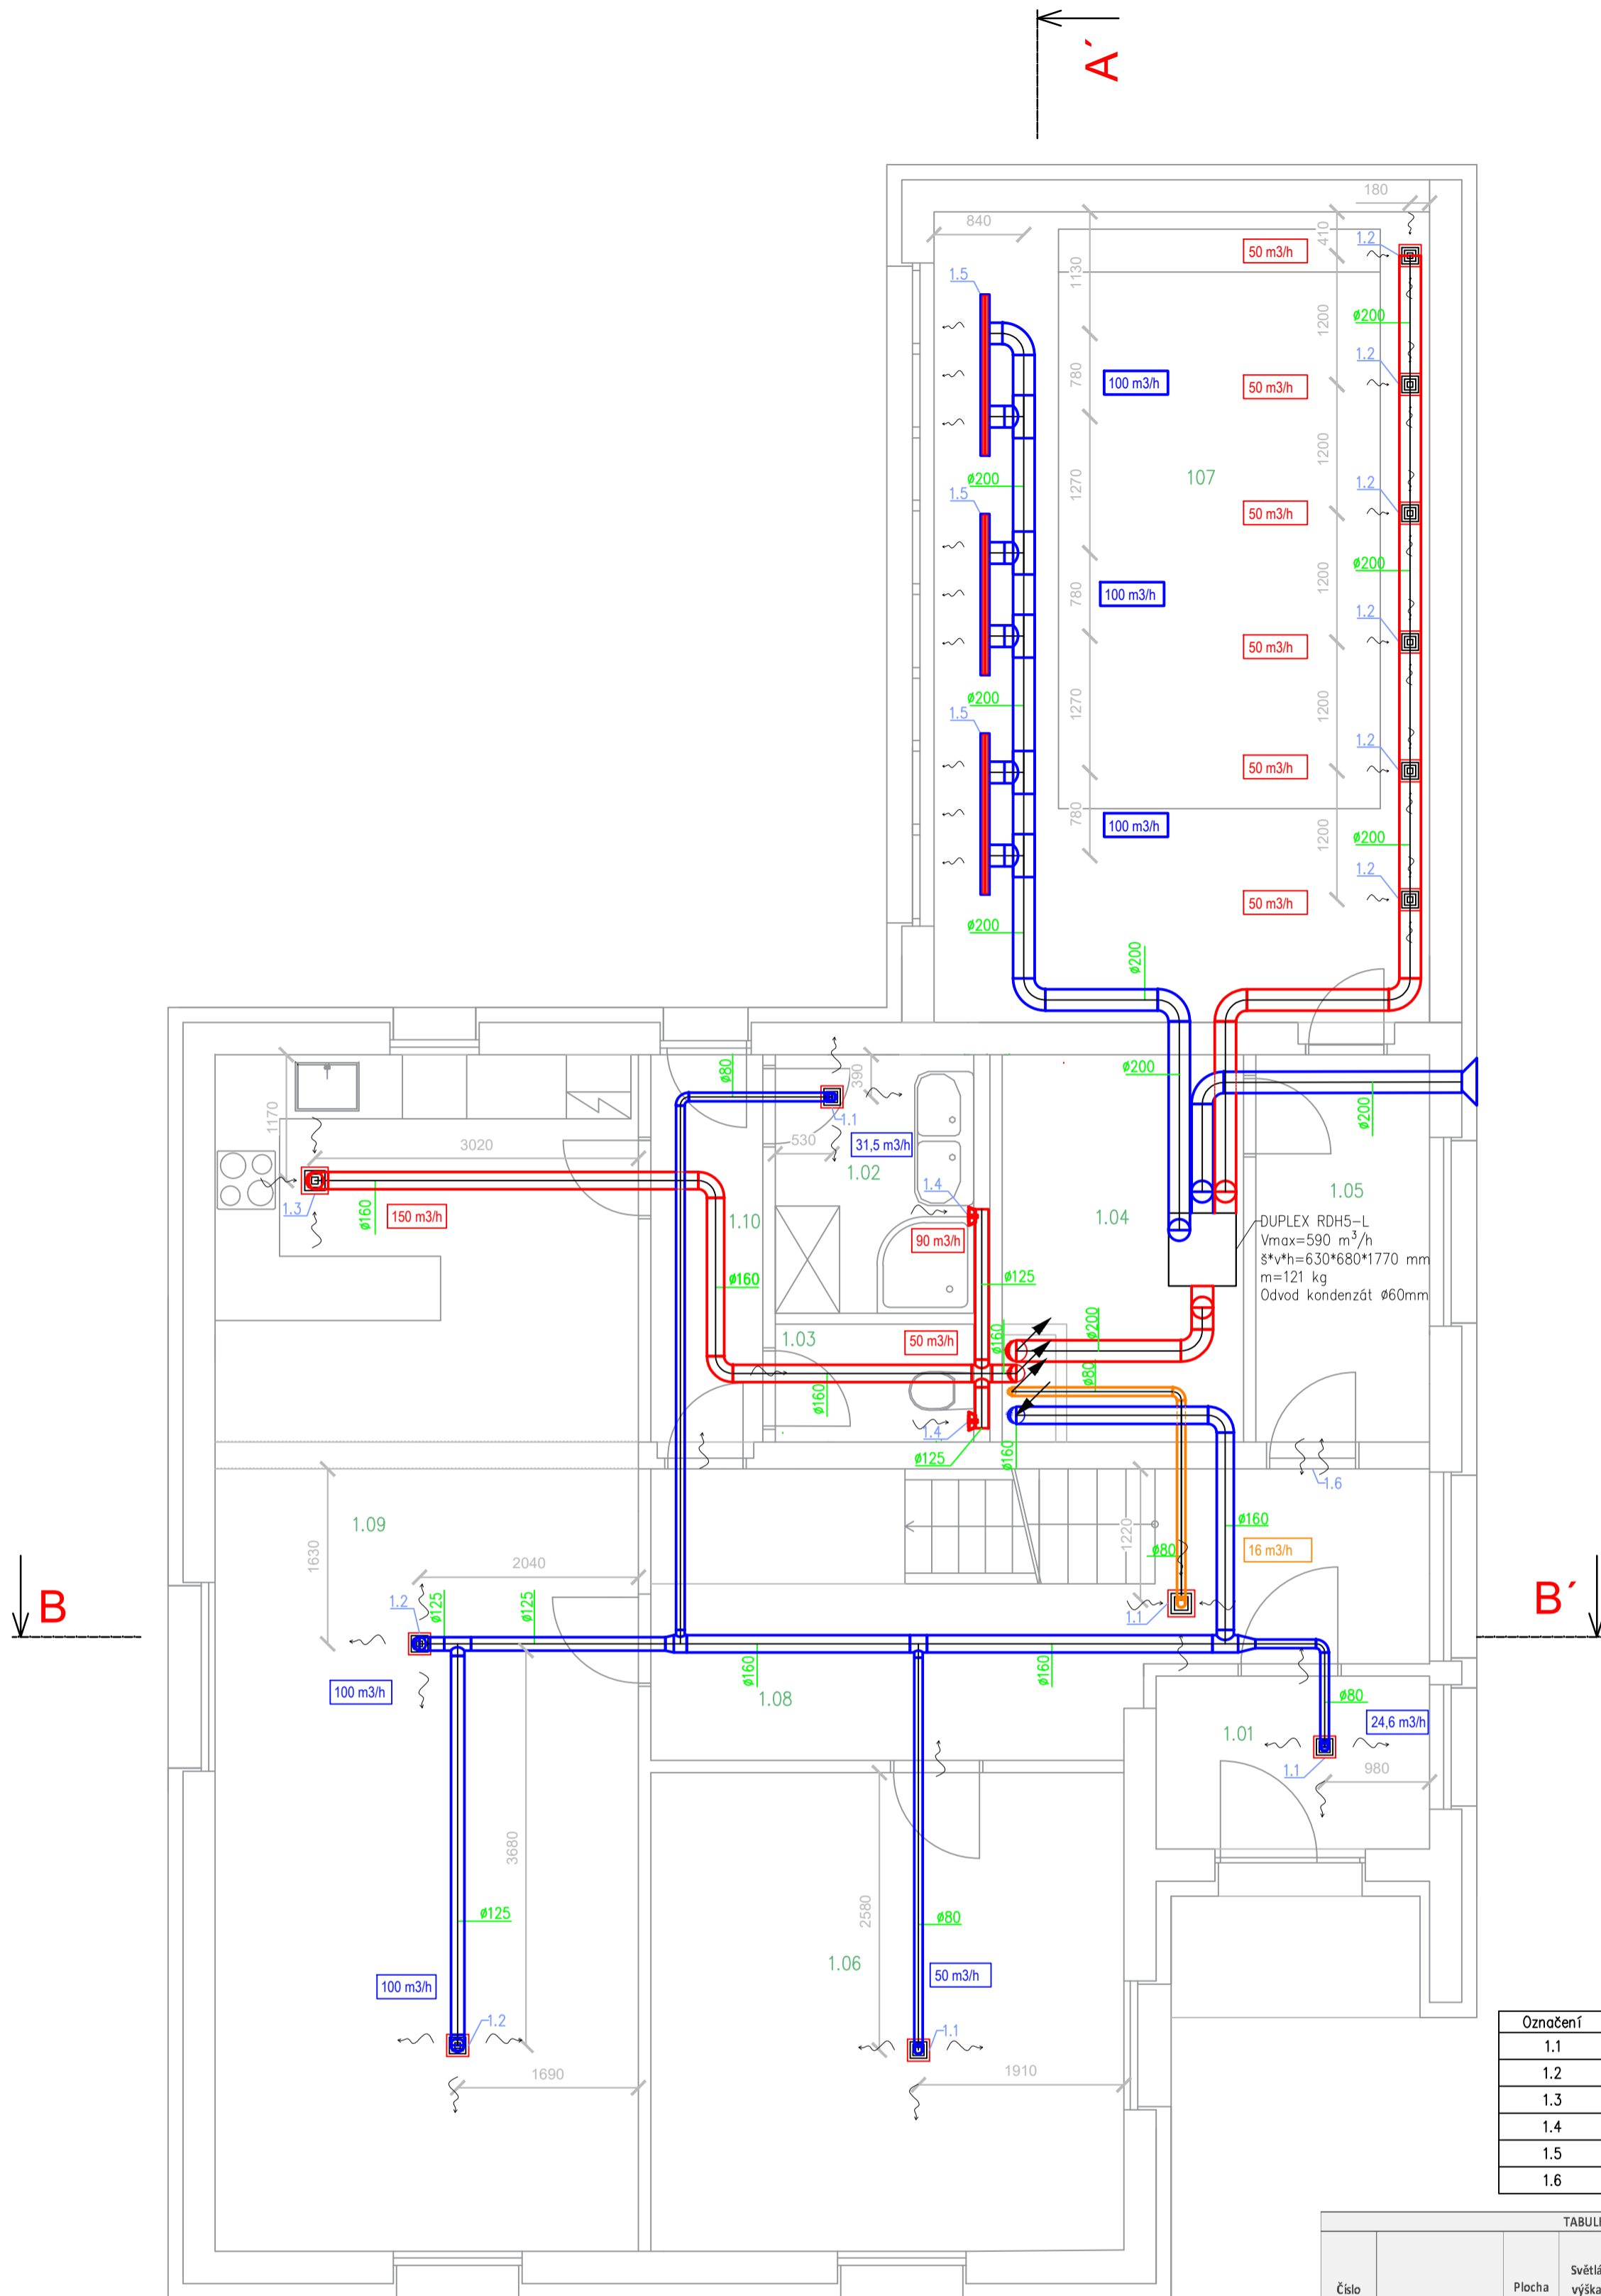 A´
180
840
410
1.2
50 m3/h
1130
1.5
1200
ø200
1.2
780
100 m3/h
50 m3/h
1200
107
ø200
1270
1.2
1.5
50 m3/h
1200
ø200
780
100 m3/h
1.2
50 m3/h
ø200
1270
1200
1.5
1.2
50 m3/h
780
100 m3/h
1200
ø200
1.2
50 m3/h
ø200
ø200
ø80
390
ø200
ø200
1170
1.1
3020
530
31,5 m3/h
1.02
1.3
ø160
150 m3/h
1.10
1.4
90 m3/h
1.04
1.05
DUPLEX RDH5-L
Vmax=590 m³/h
š*v*h=630*680*1770 mm
m=121 kg
Odvod kondenzát ø60mm
ø160
ø125
1.03
50 m3/h
ø160
ø200
ø80
ø160
1.4
ø125
ø160
1.6
1.09
1630
2040
1220
ø160
ø80
16 m3/h
B
B´
1.2
ø125
ø125
1.1
100 m3/h
ø160
1.08
ø160
ø80
24,6 m3/h
1.01
1.1
980
3680
2580
ø125
ø80
1.06
100 m3/h
50 m3/h
1.2
1.1
1690
1910
Označení
1.1
1.2
1.3
1.4
1.5
1.6
Číslo
Plocha
výška